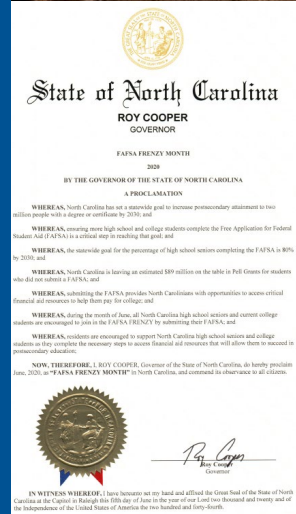 State of North Carolina
ROY COOPER
GOVERNOR
FAFSA FRENZY MONTH
2020
BY THE GOVERNOR OF THE STATE OF NORTH CAROLINA
A PROCLAMATION
WHEREAS, North Carolina has set a statewide goal to increase postsecondary attainment to two
million people with a degree or certificate by 2030; and
WHEREAS, ensuring more high school and college students complete the Free Application for Federal
Student Aid (FAFSA) is a critical step in reaching that goal; and
WHEREAS, the statewide goal for the percentage of high school seniors completing the FAFSA is 80%
by 2030; and
WHEREAS, North Carolina is leaving an estimated $89 million on the table in Pell Grants for students
who did not submit a FAFSA; and
WHEREAS, submitting the FAFSA provides North Carolinians with opportunities to access critical
financial aid resources to help them pay for college; and
WHEREAS, during the month of June, all North Carolina high school seniors and current college
students are encouraged to join in the FAFSA FRENZY by submitting their FAFSA; and
WHEREAS, residents are encouraged to support North Carolina high school seniors and college
students as they complete the necessary steps to access financial aid resources that will allow them to succeed in
postsecondary education;
NOW, THEREFORE, I, ROY COOPER, Governor of the State of North Carolina, do hereby proclaim
June, 2020, as "FAFSA FRENZY MONTH" in North Carolina, and commend its observance to all citizens.
Roy Cooper
Roy Cooper
Governor
IN WITNESS WHEREOF, I have hereunto set my hand and affixed the Great Seal of the State of North
Carolina at the Capitol in Raleigh this fifth day of June in the year of our Lord two thousand and twenty and of
the Independence of the United States of America the two hundred and forty-fourth.